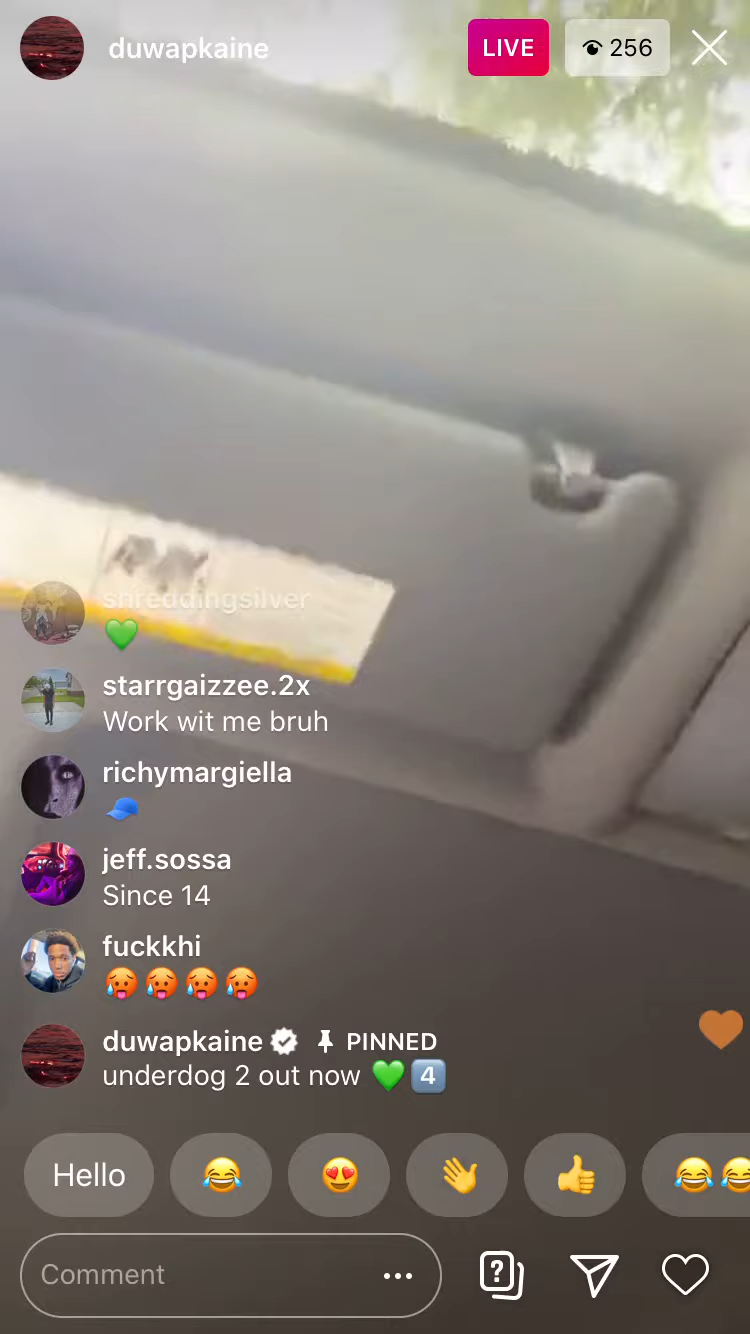 duwapkaine
LIVE
256
shreddingsilver
💚
starrgaizzee.2x
Work wit me bruh
richymargiella
🧢
jeff.sossa
Since 14
fuckkhi
🥵🥵🥵🥵
duwapkaine PINNED
underdog 2 out now 💚4️⃣
Hello 😂 😍 👋 👍 😂😂
Comment